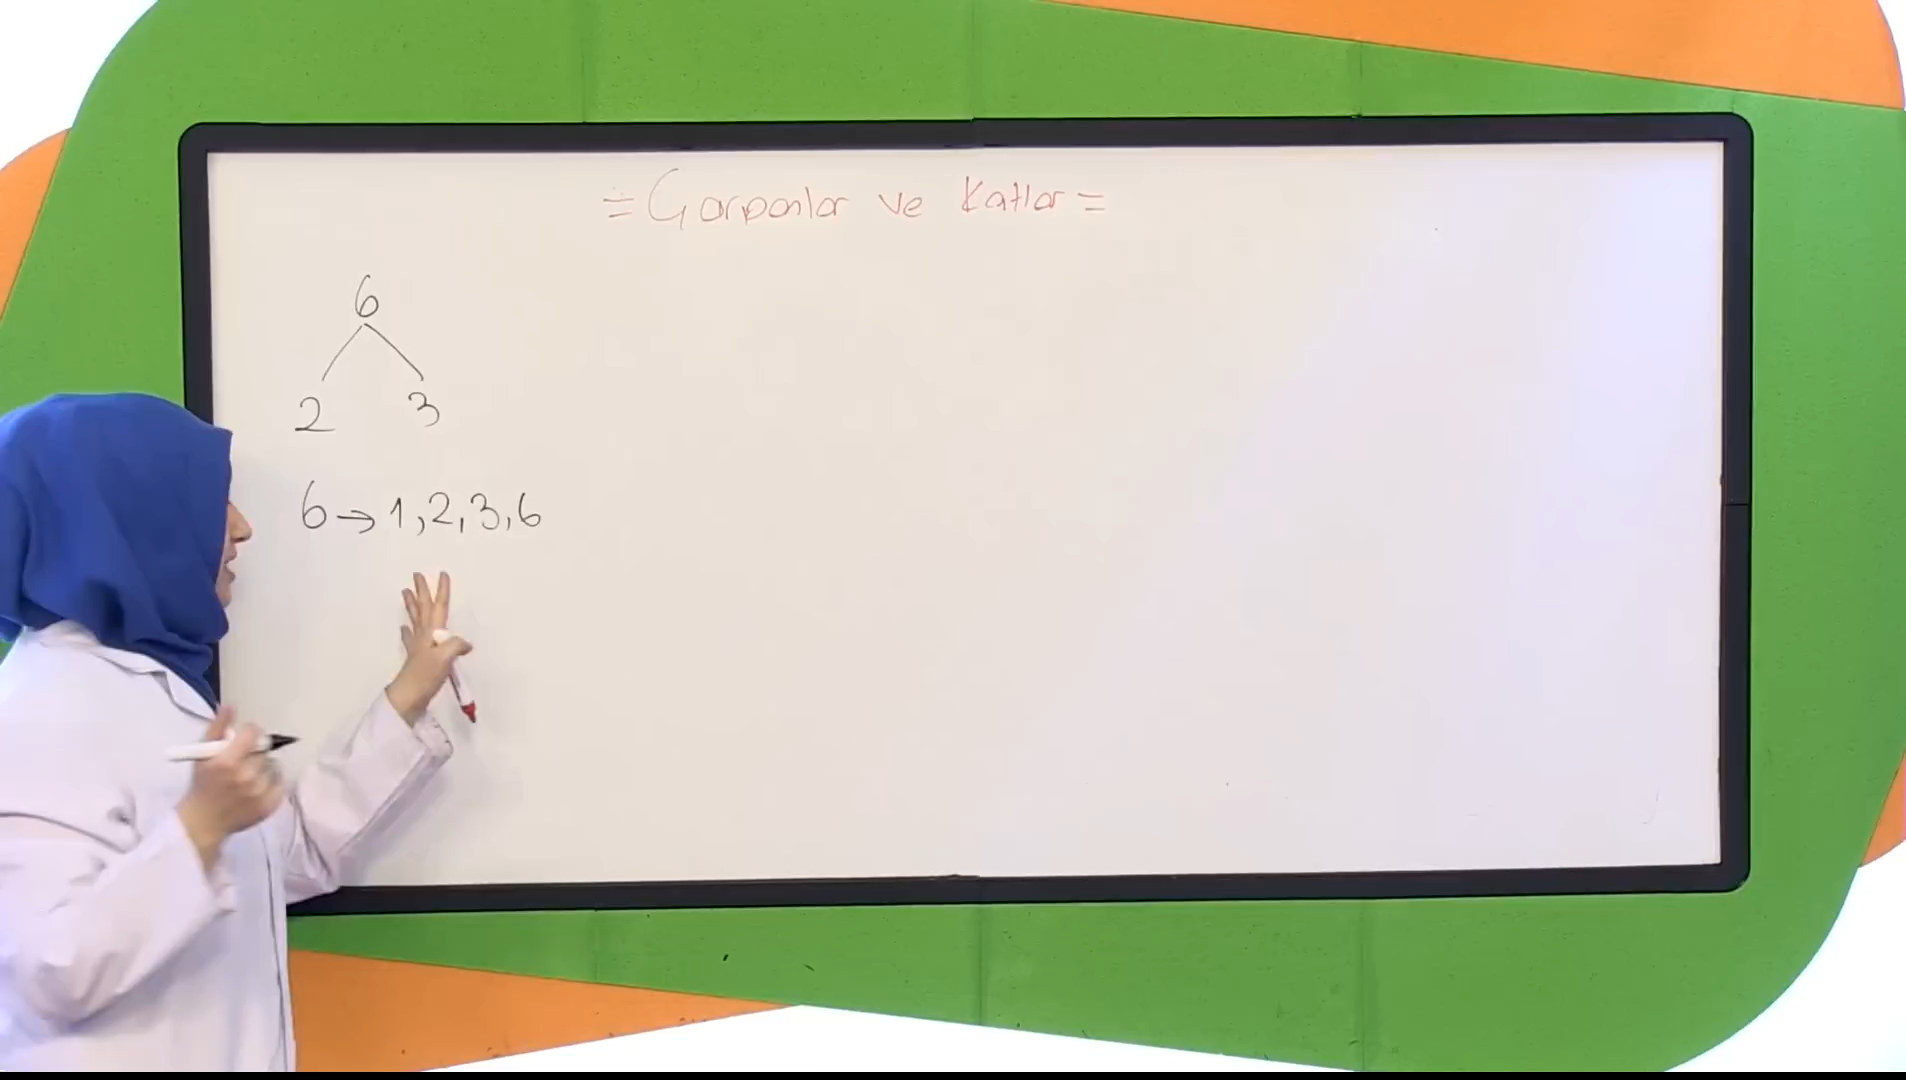 = Çarpanlar ve Katlar =
6
2 3
6 → 1, 2, 3, 6